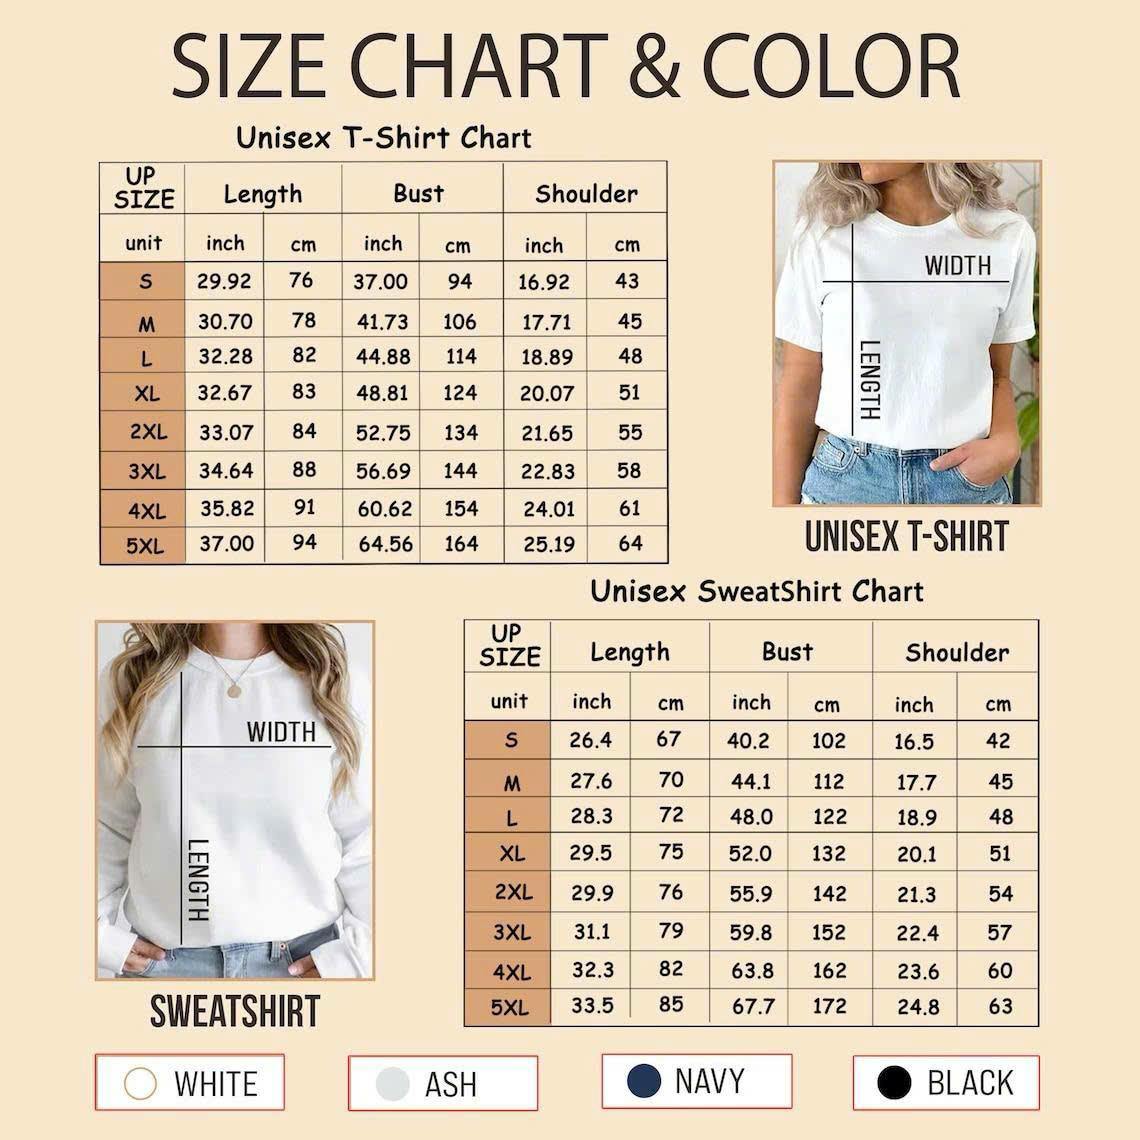 SIZE CHART & COLOR
Unisex T-Shirt Chart
UP SIZE Length Bust Shoulder
unit inch cm inch cm inch cm
S 29.92 76 37.00 94 16.92 43
M 30.70 78 41.73 106 17.71 45
L 32.28 82 44.88 114 18.89 48
XL 32.67 83 48.81 124 20.07 51
2XL 33.07 84 52.75 134 21.65 55
3XL 34.64 88 56.69 144 22.83 58
4XL 35.82 91 60.62 154 24.01 61
5XL 37.00 94 64.56 164 25.19 64
WIDTH
LENGTH
UNISEX T-SHIRT
Unisex SweatShirt Chart
UP SIZE Length Bust Shoulder
unit inch cm inch cm inch cm
S 26.4 67 40.2 102 16.5 42
M 27.6 70 44.1 112 17.7 45
L 28.3 72 48.0 122 18.9 48
XL 29.5 75 52.0 132 20.1 51
2XL 29.9 76 55.9 142 21.3 54
3XL 31.1 79 59.8 152 22.4 57
4XL 32.3 82 63.8 162 23.6 60
5XL 33.5 85 67.7 172 24.8 63
WIDTH
LENGTH
SWEATSHIRT
WHITE ASH NAVY BLACK